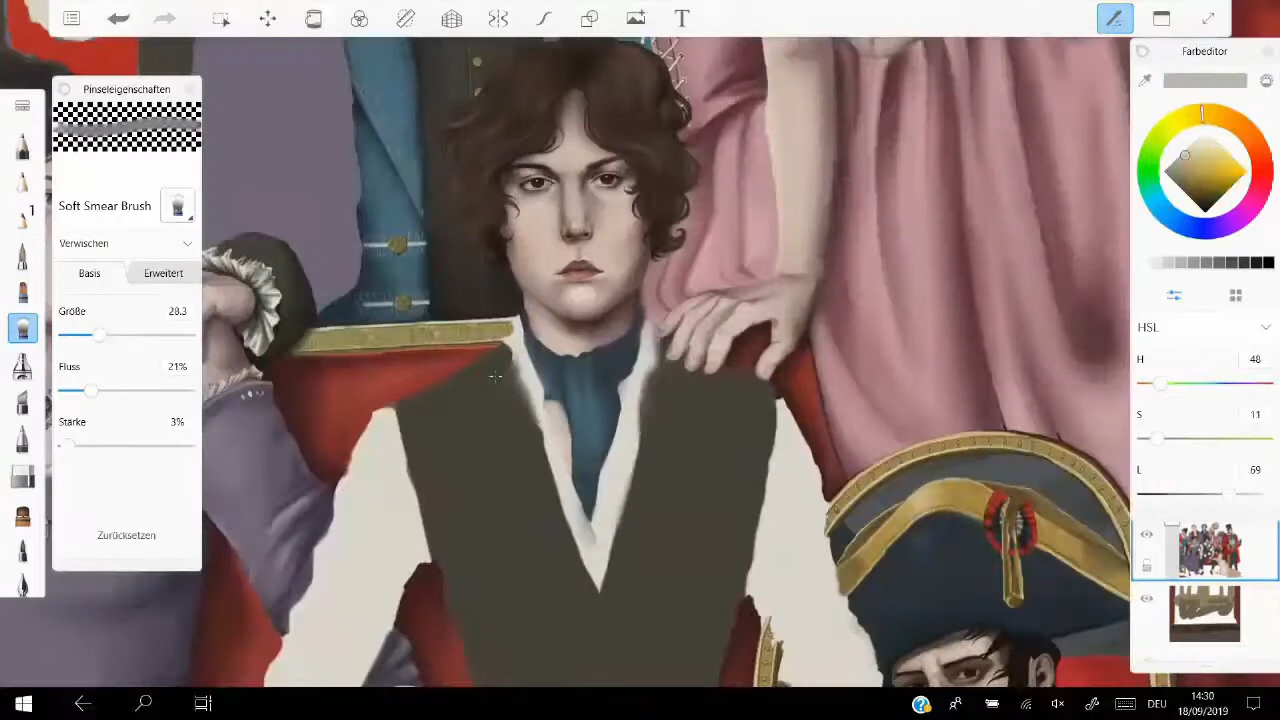 T
Pinseleigenschaften
Farbeditor
1
Soft Smear Brush
Verwischen
Basis
Erweitert
Größe
28.3
Fluss
21%
Stärke
3%
Zurücksetzen
HSL
H
48
S
11
L
69
DEU
14:30
18/09/2019